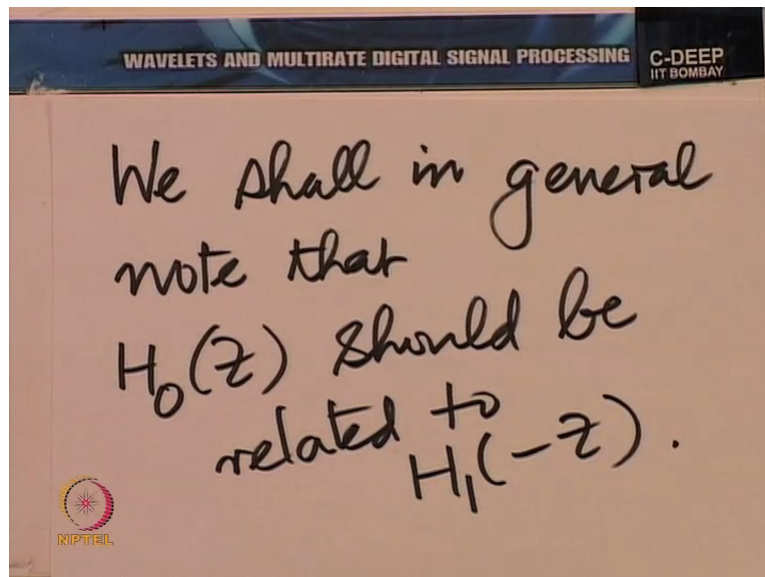 WAVELETS AND MULTIRATE DIGITAL SIGNAL PROCESSING
C-DEEP
IIT BOMBAY
We shall in general
note that
H₀(Z) should be
related to
H₁(-Z).
NPTEL